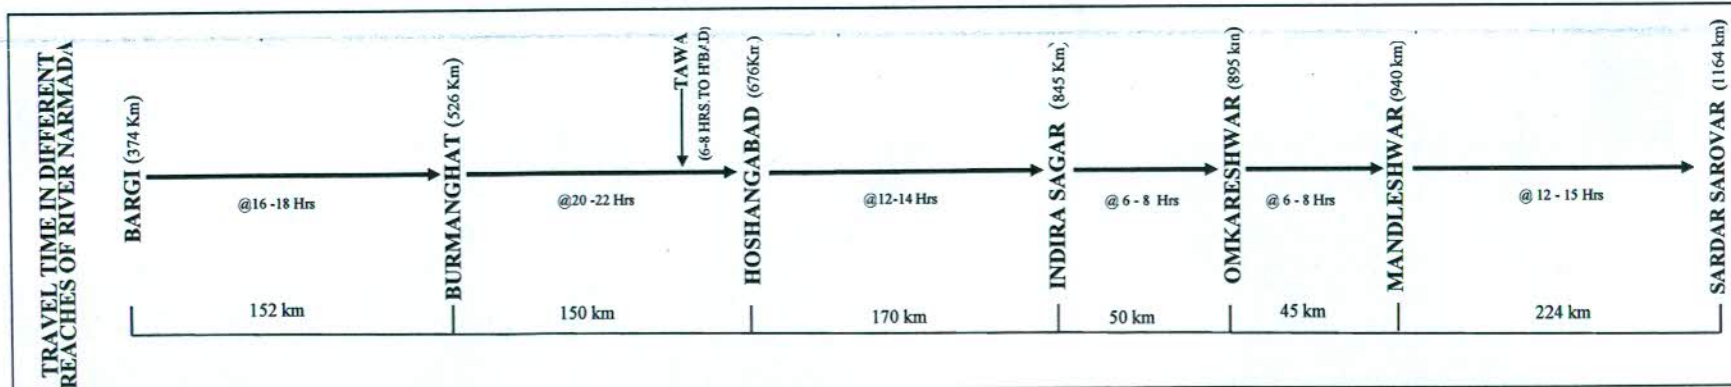 TRAVEL TIME IN DIFFERENT
REACHES OF RIVER NARMADA
BARGI (374 Km)
@16 -18 Hrs
152 km
BURMANGHAT (526 Km)
@20 -22 Hrs
150 km
TAWA
(6-8 HRS. TO H'BAD)
HOSHANGABAD (676Km)
@12-14 Hrs
170 km
INDIRA SAGAR (845 Km)
@ 6 - 8 Hrs
50 km
OMKARESHWAR (895 km)
@ 6 - 8 Hrs
45 km
MANDLESHWAR (940 km)
@ 12 - 15 Hrs
224 km
SARDAR SAROVAR (1164 km)